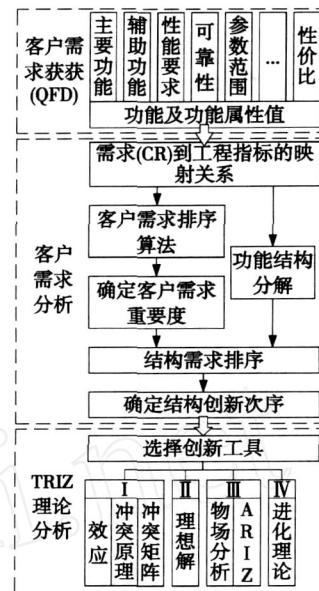 客户需
求获获
(QFD)
主要功能
辅助功能
性能要求
可靠性
参数范围
...
性价比
功能及功能属性值
需求(CR)到工程指标的映
射关系
客户
需求
分析
客户需求排序
算法
确定客户需求
重要度
功能结构
分解
结构需求排序
确定结构创新次序
TRIZ
理论
分析
选择创新工具
I
效应
冲突原理
冲突矩阵
II
理想解
III
物场分析
ARIZ
IV
进化理论